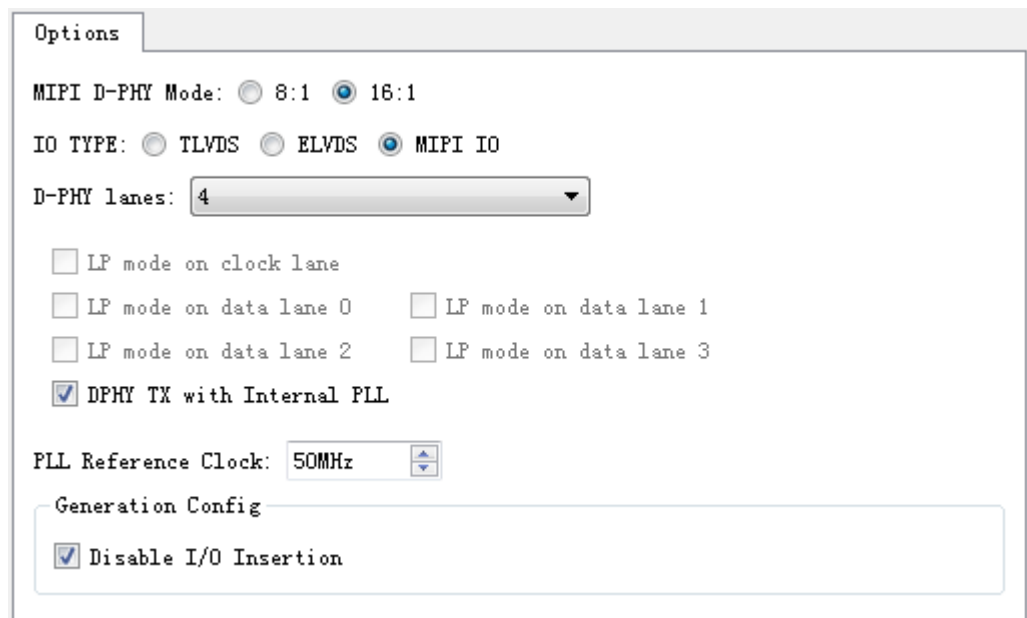 Options
MIPI D-PHY Mode: 8:1 16:1
IO TYPE: TLVDS ELVDS MIPI IO
D-PHY lanes: 4
LP mode on clock lane
LP mode on data lane 0 LP mode on data lane 1
LP mode on data lane 2 LP mode on data lane 3
DPHY TX with Internal PLL
PLL Reference Clock: 50MHz
Generation Config
Disable I/O Insertion